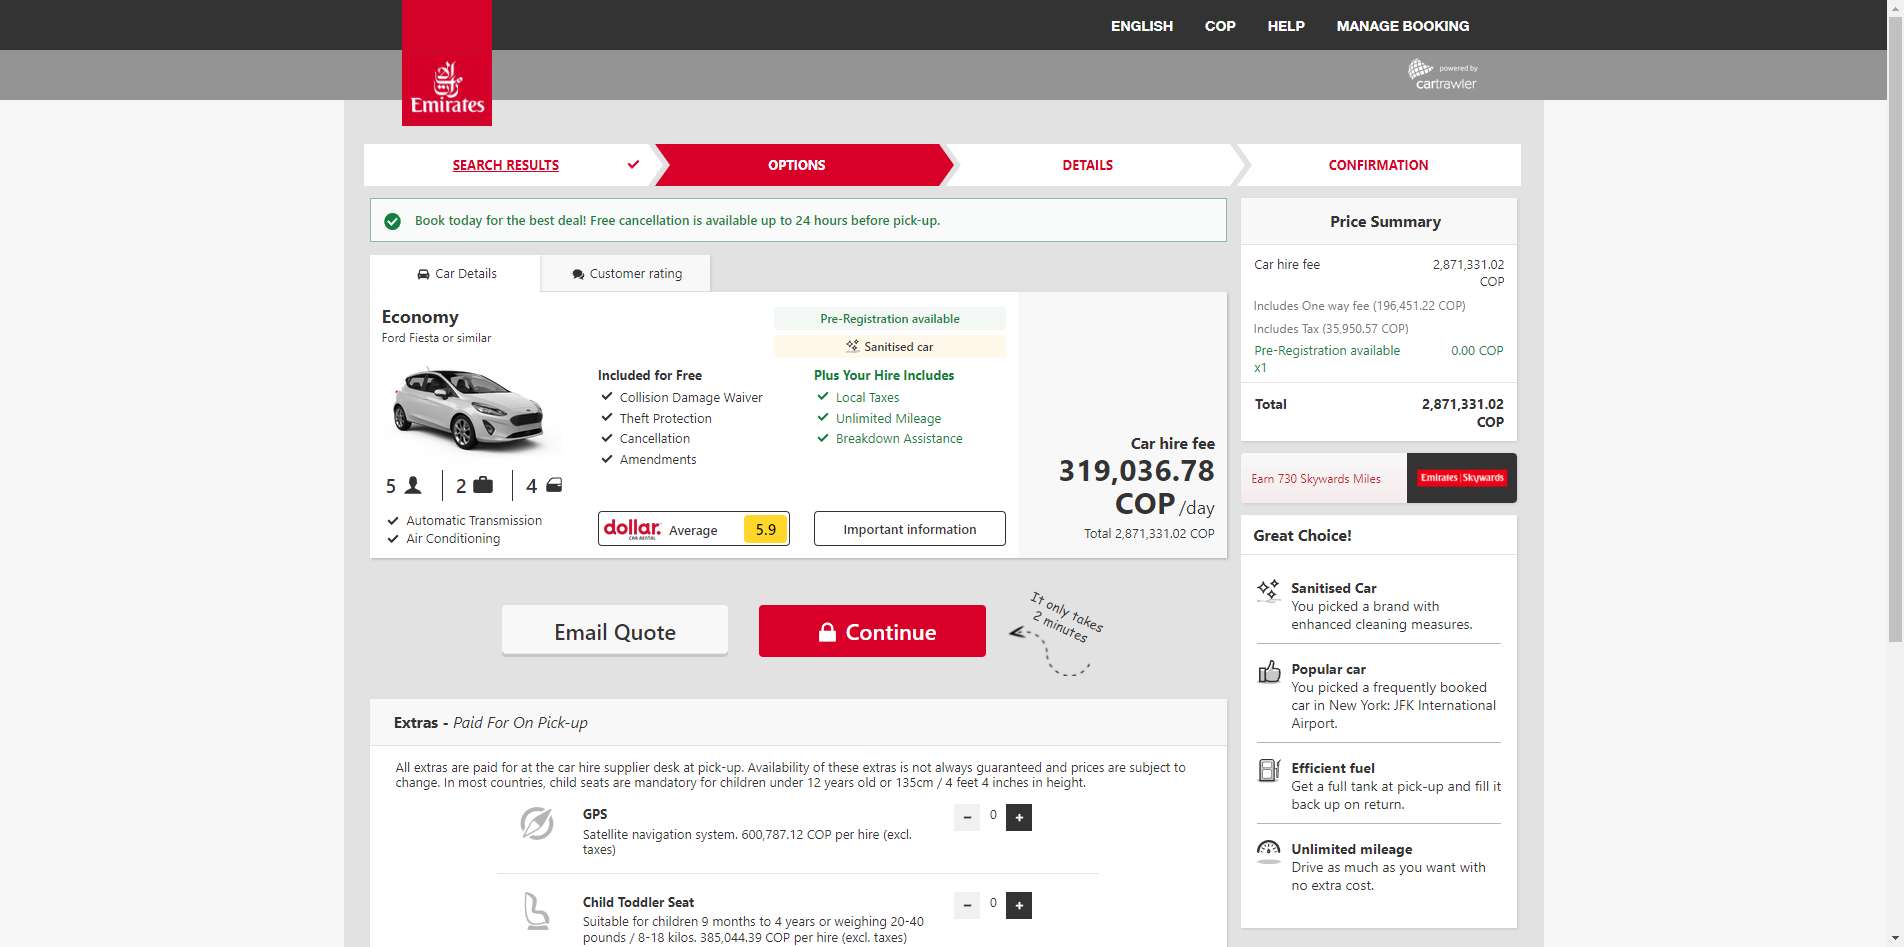 ENGLISH COP HELP MANAGE BOOKING
Emirates
powered by
cartrawler
SEARCH RESULTS OPTIONS DETAILS CONFIRMATION
Book today for the best deal! Free cancellation is available up to 24 hours before pick-up.
Car Details Customer rating
Economy
Ford Fiesta or similar
5 2 4
Automatic Transmission
Air Conditioning
Pre-Registration available
Sanitised car
Included for Free
Collision Damage Waiver
Theft Protection
Cancellation
Amendments
Plus Your Hire Includes
Local Taxes
Unlimited Mileage
Breakdown Assistance
dollar.
CAR RENTAL
Average 5.9
Important information
Car hire fee
319,036.78
COP /day
Total 2,871,331.02 COP
Email Quote
Continue
It only takes
2 minutes
Extras - Paid For On Pick-up
All extras are paid for at the car hire supplier desk at pick-up. Availability of these extras is not always guaranteed and prices are subject to
change. In most countries, child seats are mandatory for children under 12 years old or 135cm / 4 feet 4 inches in height.
GPS
Satellite navigation system. 600,787.12 COP per hire (excl.
taxes)
− 0 +
Child Toddler Seat
Suitable for children 9 months to 4 years or weighing 20-40
pounds / 8-18 kilos. 385,044.39 COP per hire (excl. taxes)
− 0 +
Price Summary
Car hire fee 2,871,331.02
COP
Includes One way fee (196,451.22 COP)
Includes Tax (35,950.57 COP)
Pre-Registration available 0.00 COP
x1
Total 2,871,331.02
COP
Earn 730 Skywards Miles
Emirates | Skywards
Great Choice!
Sanitised Car
You picked a brand with
enhanced cleaning measures.
Popular car
You picked a frequently booked
car in New York: JFK International
Airport.
Efficient fuel
Get a full tank at pick-up and fill it
back up on return.
Unlimited mileage
Drive as much as you want with
no extra cost.